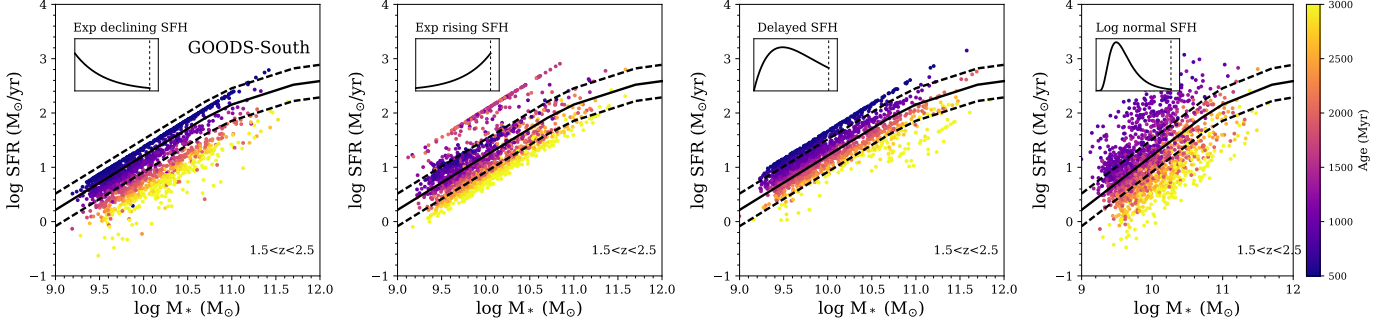 Exp declining SFH
GOODS-South
1.5<z<2.5
log SFR (M⊙/yr)
4
3
2
1
0
−1
9.0 9.5 10.0 10.5 11.0 11.5 12.0
log M* (M⊙)
Exp rising SFH
1.5<z<2.5
log SFR (M⊙/yr)
4
3
2
1
0
−1
9.0 9.5 10.0 10.5 11.0 11.5 12.0
log M* (M⊙)
Delayed SFH
1.5<z<2.5
log SFR (M⊙/yr)
4
3
2
1
0
−1
9.0 9.5 10.0 10.5 11.0 11.5 12.0
log M* (M⊙)
Log normal SFH
1.5<z<2.5
log SFR (M⊙/yr)
4
3
2
1
0
−1
9 10 11 12
log M* (M⊙)
3000
2500
2000
1500
1000
500
Age (Myr)